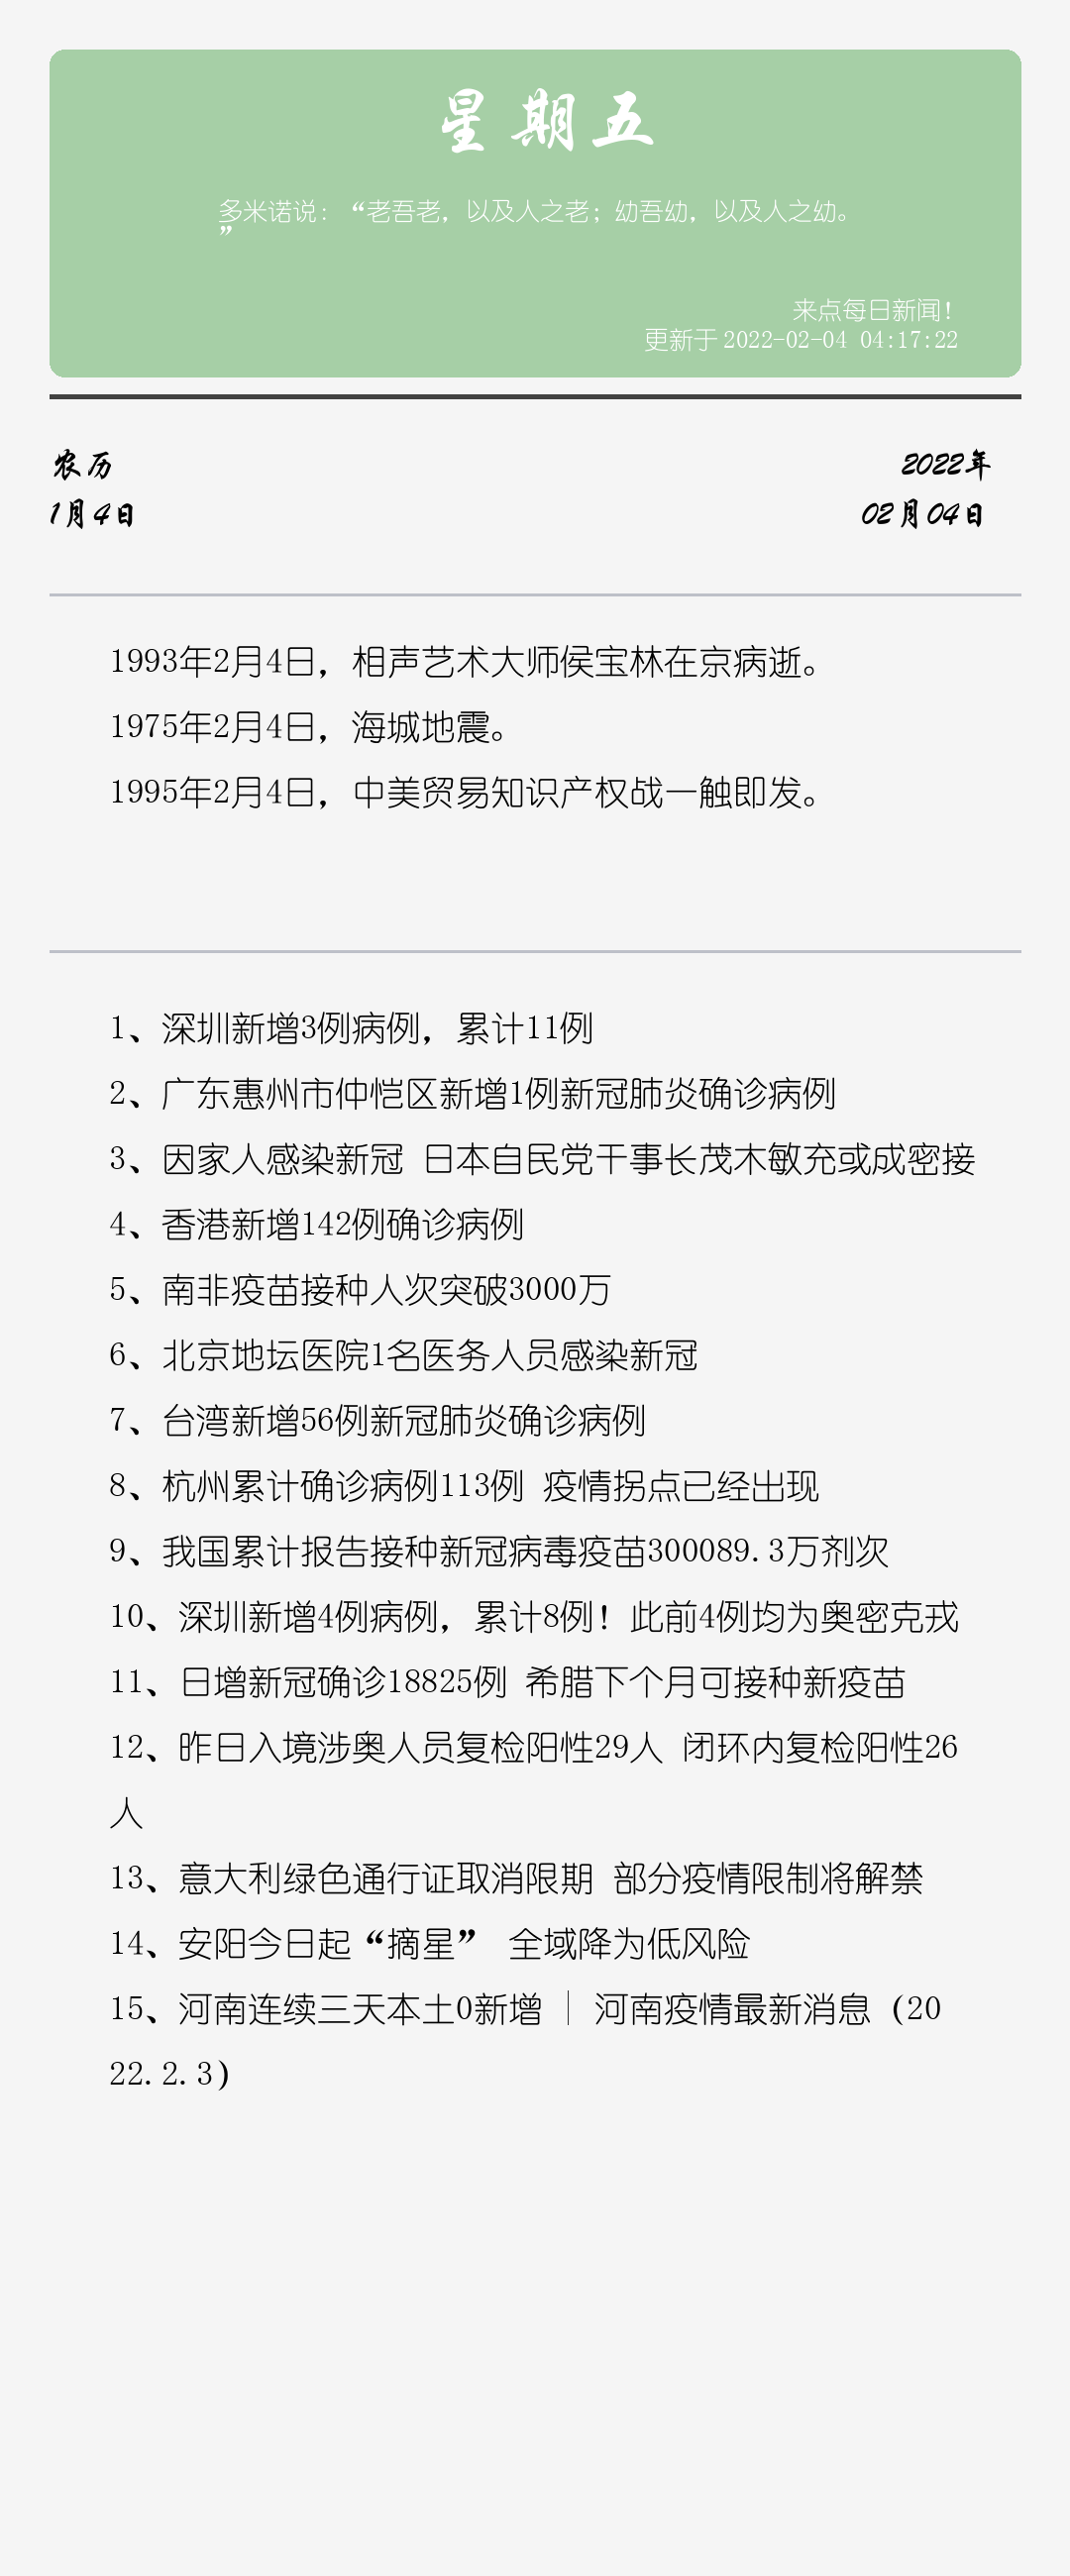 星期五
多米诺说：“老吾老，以及人之老；幼吾幼，以及人之幼。
”
来点每日新闻！
更新于 2022-02-04 04:17:22
农历
2022年
1月4日
02月04日
1993年2月4日，相声艺术大师侯宝林在京病逝。
1975年2月4日，海城地震。
1995年2月4日，中美贸易知识产权战一触即发。
1、深圳新增3例病例，累计11例
2、广东惠州市仲恺区新增1例新冠肺炎确诊病例
3、因家人感染新冠 日本自民党干事长茂木敏充或成密接
4、香港新增142例确诊病例
5、南非疫苗接种人次突破3000万
6、北京地坛医院1名医务人员感染新冠
7、台湾新增56例新冠肺炎确诊病例
8、杭州累计确诊病例113例 疫情拐点已经出现
9、我国累计报告接种新冠病毒疫苗300089.3万剂次
10、深圳新增4例病例，累计8例！此前4例均为奥密克戎
11、日增新冠确诊18825例 希腊下个月可接种新疫苗
12、昨日入境涉奥人员复检阳性29人 闭环内复检阳性26
人
13、意大利绿色通行证取消限期 部分疫情限制将解禁
14、安阳今日起“摘星” 全域降为低风险
15、河南连续三天本土0新增 | 河南疫情最新消息（20
22.2.3）